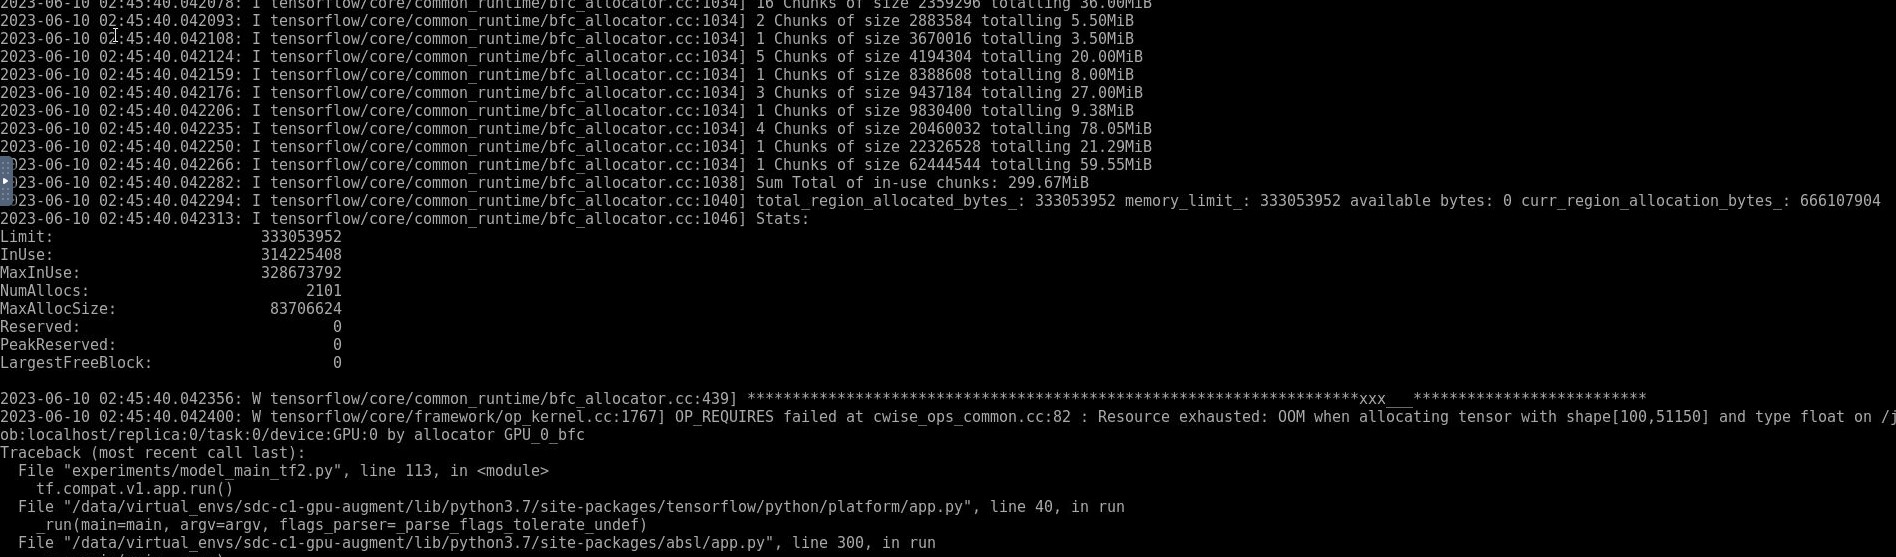 2023-06-10 02:45:40.042078: I tensorflow/core/common_runtime/bfc_allocator.cc:1034] 16 Chunks of size 2359296 totalling 36.00MiB
2023-06-10 02:45:40.042093: I tensorflow/core/common_runtime/bfc_allocator.cc:1034] 2 Chunks of size 2883584 totalling 5.50MiB
2023-06-10 02:45:40.042108: I tensorflow/core/common_runtime/bfc_allocator.cc:1034] 1 Chunks of size 3670016 totalling 3.50MiB
2023-06-10 02:45:40.042124: I tensorflow/core/common_runtime/bfc_allocator.cc:1034] 5 Chunks of size 4194304 totalling 20.00MiB
2023-06-10 02:45:40.042159: I tensorflow/core/common_runtime/bfc_allocator.cc:1034] 1 Chunks of size 8388608 totalling 8.00MiB
2023-06-10 02:45:40.042176: I tensorflow/core/common_runtime/bfc_allocator.cc:1034] 3 Chunks of size 9437184 totalling 27.00MiB
2023-06-10 02:45:40.042206: I tensorflow/core/common_runtime/bfc_allocator.cc:1034] 1 Chunks of size 9830400 totalling 9.38MiB
2023-06-10 02:45:40.042235: I tensorflow/core/common_runtime/bfc_allocator.cc:1034] 4 Chunks of size 20460032 totalling 78.05MiB
2023-06-10 02:45:40.042250: I tensorflow/core/common_runtime/bfc_allocator.cc:1034] 1 Chunks of size 22326528 totalling 21.29MiB
023-06-10 02:45:40.042266: I tensorflow/core/common_runtime/bfc_allocator.cc:1034] 1 Chunks of size 62444544 totalling 59.55MiB
023-06-10 02:45:40.042282: I tensorflow/core/common_runtime/bfc_allocator.cc:1038] Sum Total of in-use chunks: 299.67MiB
023-06-10 02:45:40.042294: I tensorflow/core/common_runtime/bfc_allocator.cc:1040] total_region_allocated_bytes_: 333053952 memory_limit_: 333053952 available bytes: 0 curr_region_allocation_bytes_: 666107904
2023-06-10 02:45:40.042313: I tensorflow/core/common_runtime/bfc_allocator.cc:1046] Stats:
Limit: 333053952
InUse: 314225408
MaxInUse: 328673792
NumAllocs: 2101
MaxAllocSize: 83706624
Reserved: 0
PeakReserved: 0
LargestFreeBlock: 0
2023-06-10 02:45:40.042356: W tensorflow/core/common_runtime/bfc_allocator.cc:439] ********************************************************************xxx___**************************
2023-06-10 02:45:40.042400: W tensorflow/core/framework/op_kernel.cc:1767] OP_REQUIRES failed at cwise_ops_common.cc:82 : Resource exhausted: OOM when allocating tensor with shape[100,51150] and type float on /j
ob:localhost/replica:0/task:0/device:GPU:0 by allocator GPU_0_bfc
Traceback (most recent call last):
File "experiments/model_main_tf2.py", line 113, in <module>
tf.compat.v1.app.run()
File "/data/virtual_envs/sdc-c1-gpu-augment/lib/python3.7/site-packages/tensorflow/python/platform/app.py", line 40, in run
_run(main=main, argv=argv, flags_parser=_parse_flags_tolerate_undef)
File "/data/virtual_envs/sdc-c1-gpu-augment/lib/python3.7/site-packages/absl/app.py", line 300, in run